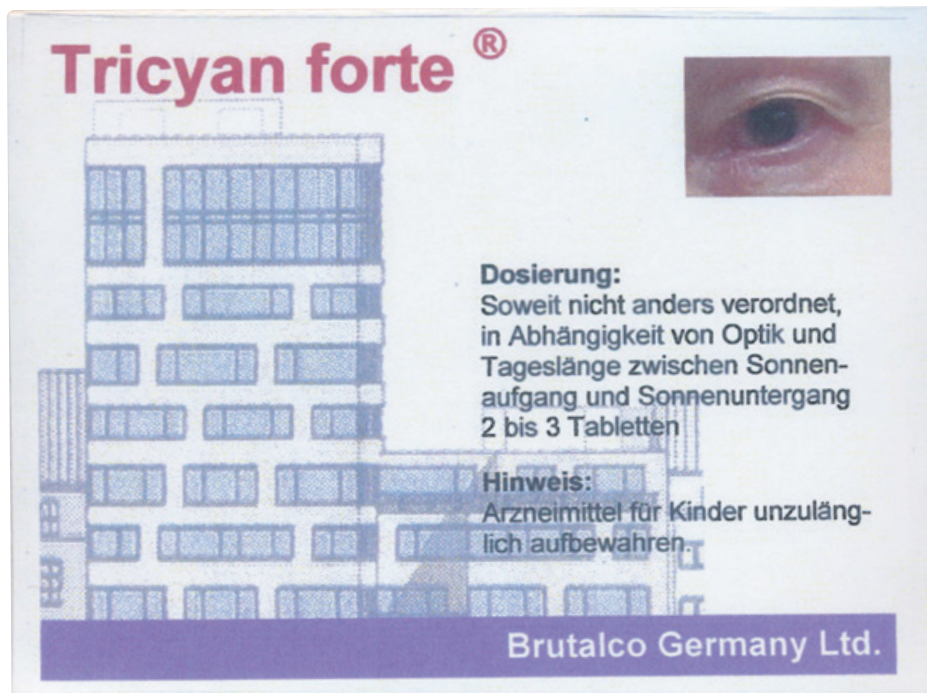 Tricyan forte ®
Dosierung:
Soweit nicht anders verordnet,
in Abhängigkeit von Optik und
Tageslänge zwischen Sonnen-
aufgang und Sonnenuntergang
2 bis 3 Tabletten
Hinweis:
Arzneimittel für Kinder unzuläng-
lich aufbewahren.
Brutalco Germany Ltd.